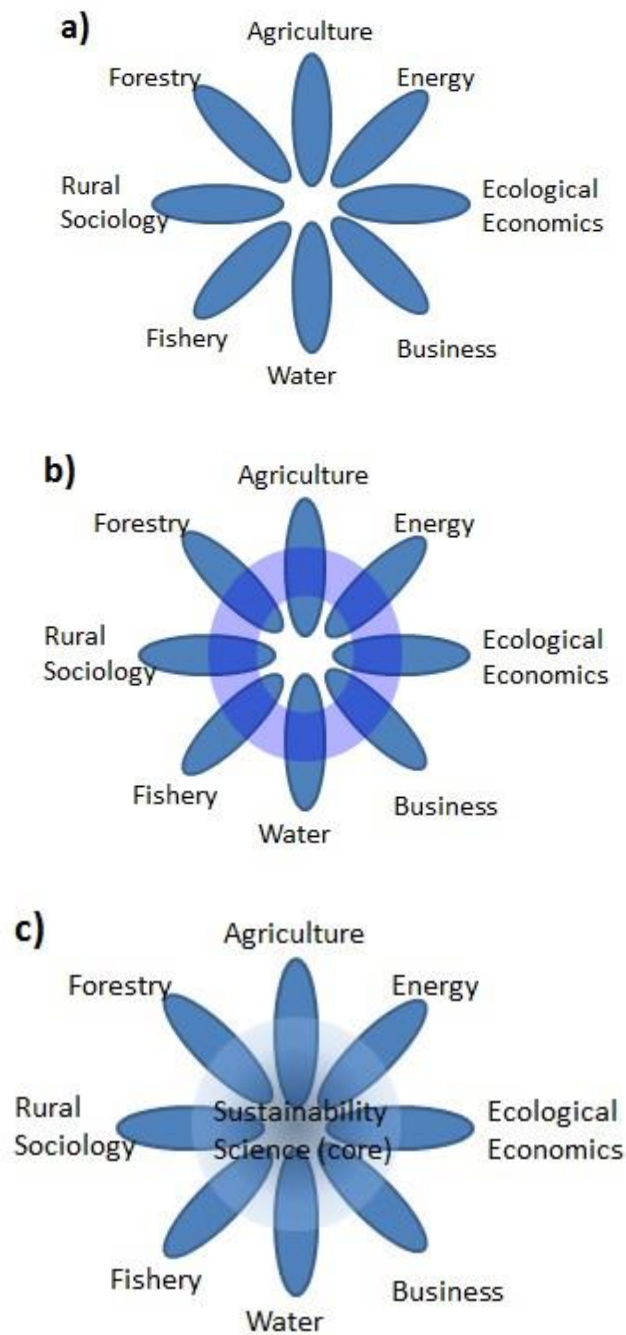 a)
Agriculture
Forestry
Energy
Rural
Sociology
Ecological
Economics
Fishery
Business
Water
b)
Agriculture
Forestry
Energy
Rural
Sociology
Ecological
Economics
Fishery
Business
Water
c)
Agriculture
Forestry
Energy
Rural
Sociology
Sustainability
Science (core)
Ecological
Economics
Fishery
Business
Water